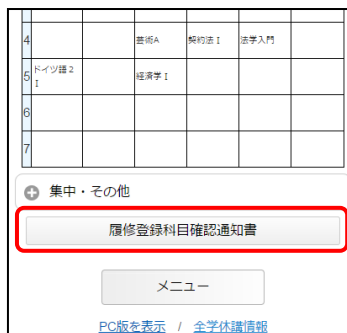 4 芸術A 契約法 I 法学入門
5 ドイツ語 2 I 経済学 I
6
7
集中・その他
履修登録科目確認通知書
メニュー
PC版を表示 / 全学休講情報